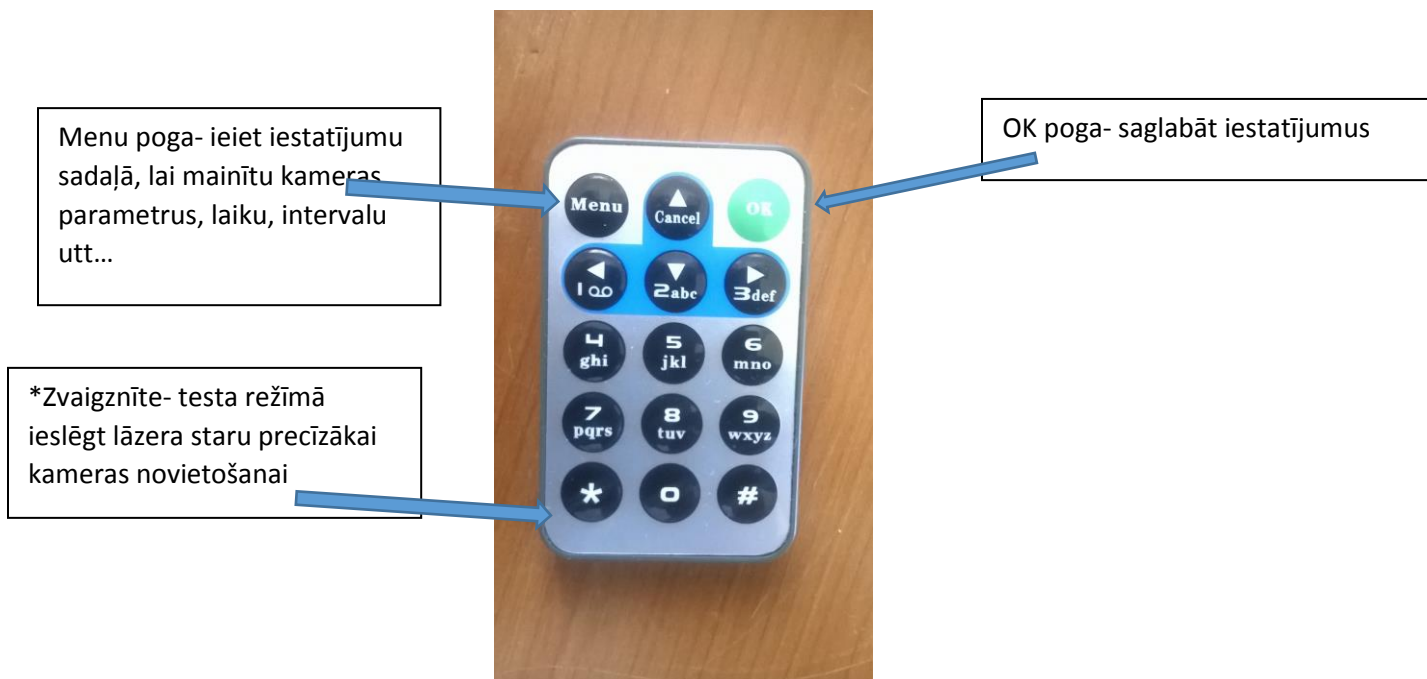 Menu poga- ieiet iestatījumu
sadaļā, lai mainītu kameras
parametrus, laiku, intervalu
utt…
*Zvaigznīte- testa režīmā
ieslēgt lāzera staru precīzākai
kameras novietošanai
OK poga- saglabāt iestatījumus
Menu ▲ OK
Cancel
◄ ▼ ►
1 2abc 3def
4 5 6
ghi jkl mno
7 8 9
pqrs tuv wxyz
* 0 #